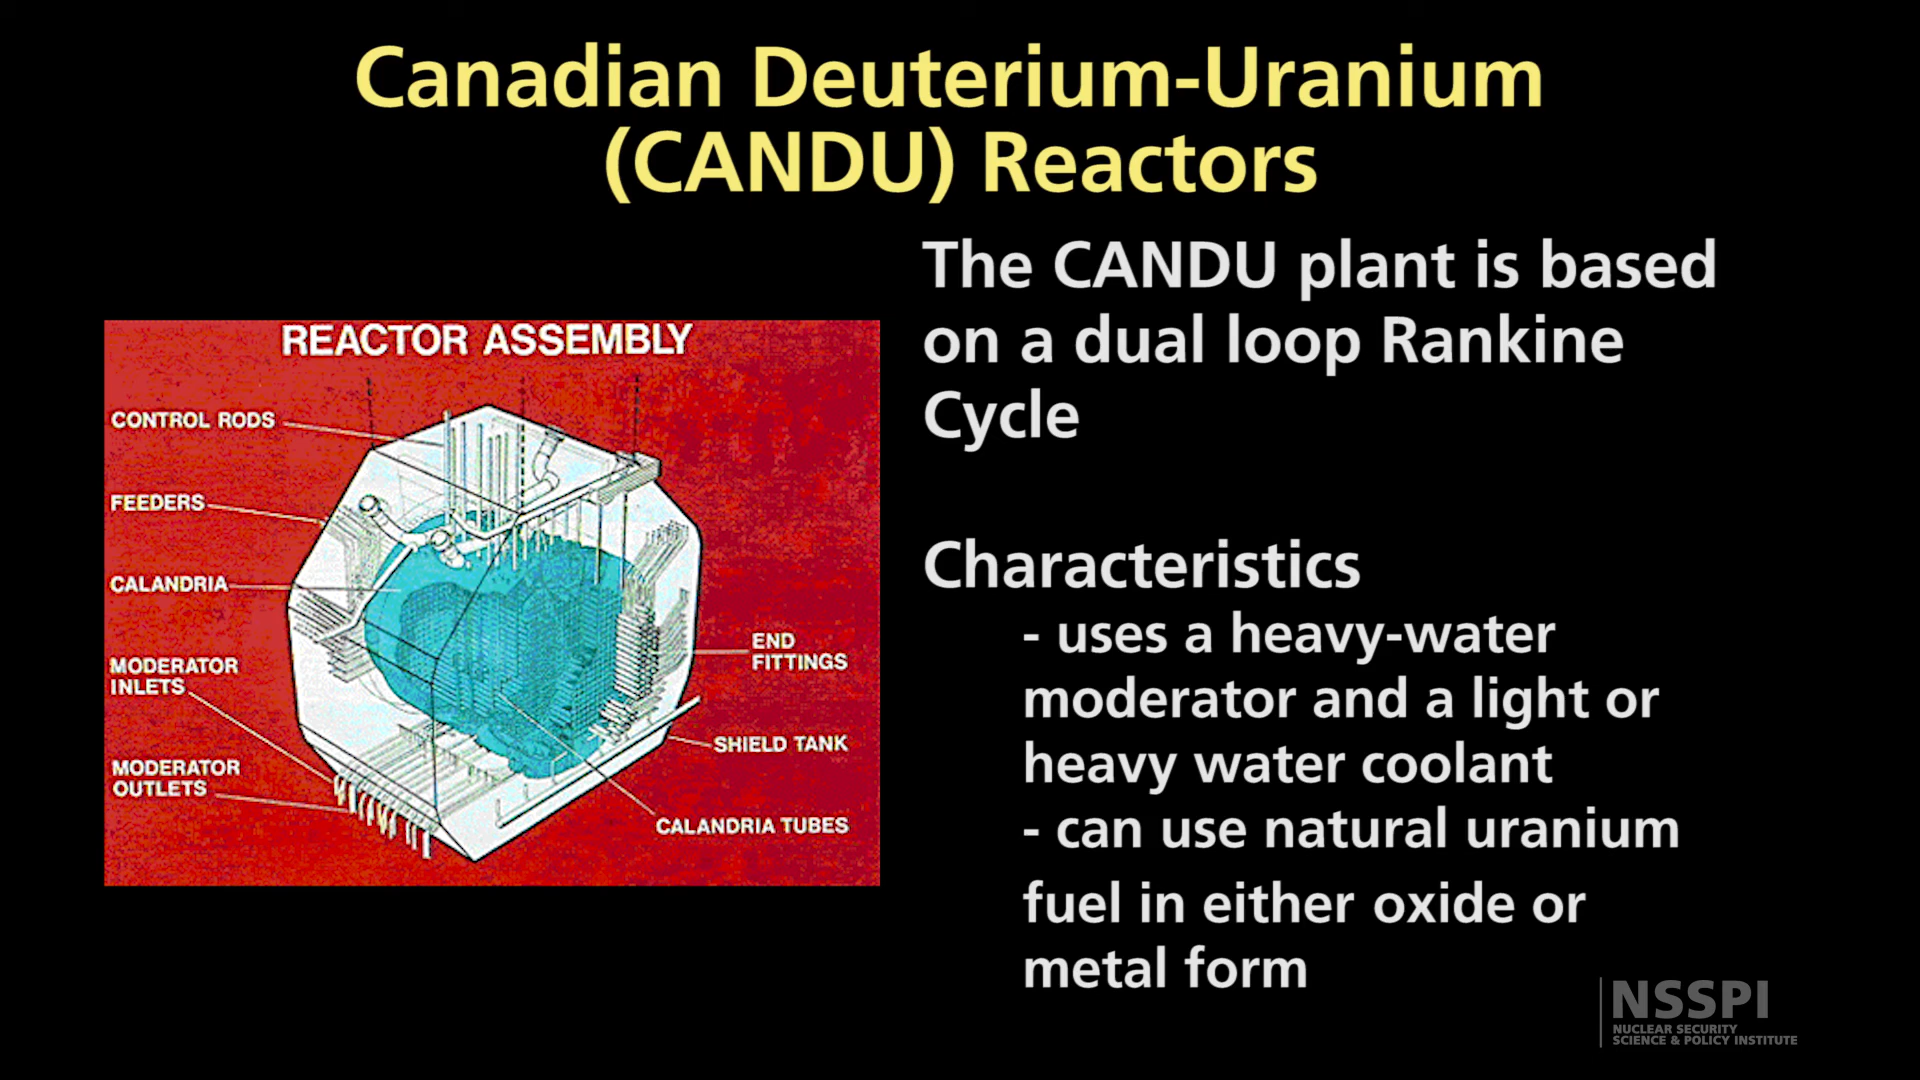 Canadian Deuterium-Uranium
(CANDU) Reactors
The CANDU plant is based
on a dual loop Rankine
Cycle
Characteristics
- uses a heavy-water
moderator and a light or
heavy water coolant
- can use natural uranium
fuel in either oxide or
metal form
REACTOR ASSEMBLY
CONTROL RODS
FEEDERS
CALANDRIA
MODERATOR
INLETS
MODERATOR
OUTLETS
END
FITTINGS
SHIELD TANK
CALANDRIA TUBES
NSSPI
NUCLEAR SECURITY
SCIENCE & POLICY INSTITUTE